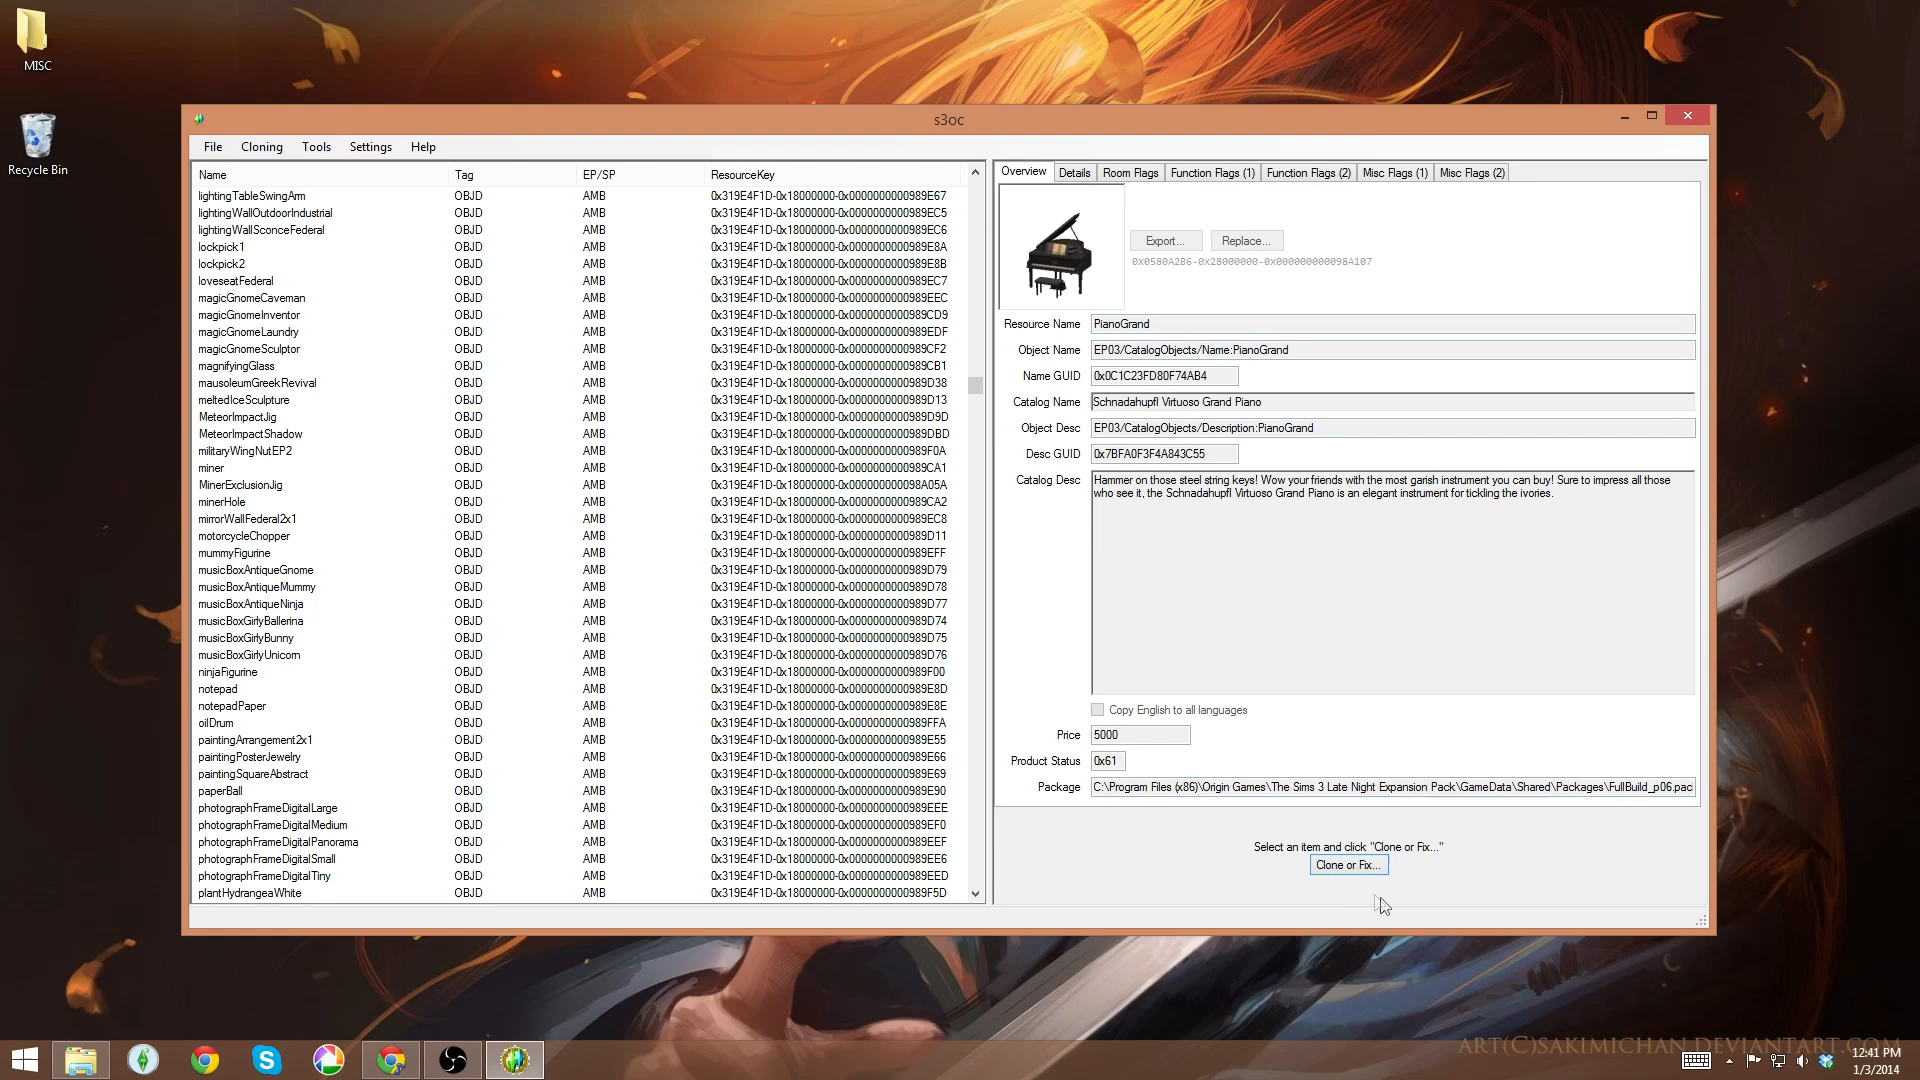 MISC
Recycle Bin
s3oc
File Cloning Tools Settings Help
Name Tag EP/SP ResourceKey
lightingTableSwingArm OBJD AMB 0x319E4F1D-0x18000000-0x0000000000989E67
lightingWallOutdoorIndustrial OBJD AMB 0x319E4F1D-0x18000000-0x0000000000989EC5
lightingWallSconceFederal OBJD AMB 0x319E4F1D-0x18000000-0x0000000000989EC6
lockpick1 OBJD AMB 0x319E4F1D-0x18000000-0x0000000000989E8A
lockpick2 OBJD AMB 0x319E4F1D-0x18000000-0x0000000000989E8B
loveseatFederal OBJD AMB 0x319E4F1D-0x18000000-0x0000000000989EC7
magicGnomeCaveman OBJD AMB 0x319E4F1D-0x18000000-0x0000000000989EEC
magicGnomeInventor OBJD AMB 0x319E4F1D-0x18000000-0x0000000000989CD9
magicGnomeLaundry OBJD AMB 0x319E4F1D-0x18000000-0x0000000000989EDF
magicGnomeSculptor OBJD AMB 0x319E4F1D-0x18000000-0x0000000000989CF2
magnifyingGlass OBJD AMB 0x319E4F1D-0x18000000-0x0000000000989CB1
mausoleumGreekRevival OBJD AMB 0x319E4F1D-0x18000000-0x0000000000989D38
meltedIceSculpture OBJD AMB 0x319E4F1D-0x18000000-0x0000000000989D13
MeteorImpactJig OBJD AMB 0x319E4F1D-0x18000000-0x0000000000989D9D
MeteorImpactShadow OBJD AMB 0x319E4F1D-0x18000000-0x0000000000989DBD
militaryWingNutEP2 OBJD AMB 0x319E4F1D-0x18000000-0x0000000000989F0A
miner OBJD AMB 0x319E4F1D-0x18000000-0x0000000000989CA1
MinerExclusionJig OBJD AMB 0x319E4F1D-0x18000000-0x000000000098A05A
minerHole OBJD AMB 0x319E4F1D-0x18000000-0x0000000000989CA2
mirrorWallFederal2x1 OBJD AMB 0x319E4F1D-0x18000000-0x0000000000989EC8
motorcycleChopper OBJD AMB 0x319E4F1D-0x18000000-0x0000000000989D11
mummyFigurine OBJD AMB 0x319E4F1D-0x18000000-0x0000000000989EFF
musicBoxAntiqueGnome OBJD AMB 0x319E4F1D-0x18000000-0x0000000000989D79
musicBoxAntiqueMummy OBJD AMB 0x319E4F1D-0x18000000-0x0000000000989D78
musicBoxAntiqueNinja OBJD AMB 0x319E4F1D-0x18000000-0x0000000000989D77
musicBoxGirlyBallerina OBJD AMB 0x319E4F1D-0x18000000-0x0000000000989D74
musicBoxGirlyBunny OBJD AMB 0x319E4F1D-0x18000000-0x0000000000989D75
musicBoxGirlyUnicorn OBJD AMB 0x319E4F1D-0x18000000-0x0000000000989D76
ninjaFigurine OBJD AMB 0x319E4F1D-0x18000000-0x0000000000989F00
notepad OBJD AMB 0x319E4F1D-0x18000000-0x0000000000989E8D
notepadPaper OBJD AMB 0x319E4F1D-0x18000000-0x0000000000989E8E
oilDrum OBJD AMB 0x319E4F1D-0x18000000-0x0000000000989FFA
paintingArrangement2x1 OBJD AMB 0x319E4F1D-0x18000000-0x0000000000989E55
paintingPosterJewelry OBJD AMB 0x319E4F1D-0x18000000-0x0000000000989E66
paintingSquareAbstract OBJD AMB 0x319E4F1D-0x18000000-0x0000000000989E69
paperBall OBJD AMB 0x319E4F1D-0x18000000-0x0000000000989E90
photographFrameDigitalLarge OBJD AMB 0x319E4F1D-0x18000000-0x0000000000989EEE
photographFrameDigitalMedium OBJD AMB 0x319E4F1D-0x18000000-0x0000000000989EF0
photographFrameDigitalPanorama OBJD AMB 0x319E4F1D-0x18000000-0x0000000000989EEF
photographFrameDigitalSmall OBJD AMB 0x319E4F1D-0x18000000-0x0000000000989EE6
photographFrameDigitalTiny OBJD AMB 0x319E4F1D-0x18000000-0x0000000000989EED
plantHydrangeaWhite OBJD AMB 0x319E4F1D-0x18000000-0x0000000000989F5D
Overview Details Room Flags Function Flags (1) Function Flags (2) Misc Flags (1) Misc Flags (2)
Export... Replace...
0x0580A2B6-0x28000000-0x000000000098A107
Resource Name PianoGrand
Object Name EP03/CatalogObjects/Name:PianoGrand
Name GUID 0x0C1C23FD80F74AB4
Catalog Name Schnadahupfl Virtuoso Grand Piano
Object Desc EP03/CatalogObjects/Description:PianoGrand
Desc GUID 0x7BFA0F3F4A843C55
Catalog Desc Hammer on those steel string keys! Wow your friends with the most garish instrument you can buy! Sure to impress all those
who see it, the Schnadahupfl Virtuoso Grand Piano is an elegant instrument for tickling the ivories.
Copy English to all languages
Price 5000
Product Status 0x61
Package C:\Program Files (x86)\Origin Games\The Sims 3 Late Night Expansion Pack\GameData\Shared\Packages\FullBuild_p06.pac
Select an item and click "Clone or Fix..."
Clone or Fix...
ART(C)SAKIMICHAN.DEVIANTART.COM
12:41 PM
1/3/2014